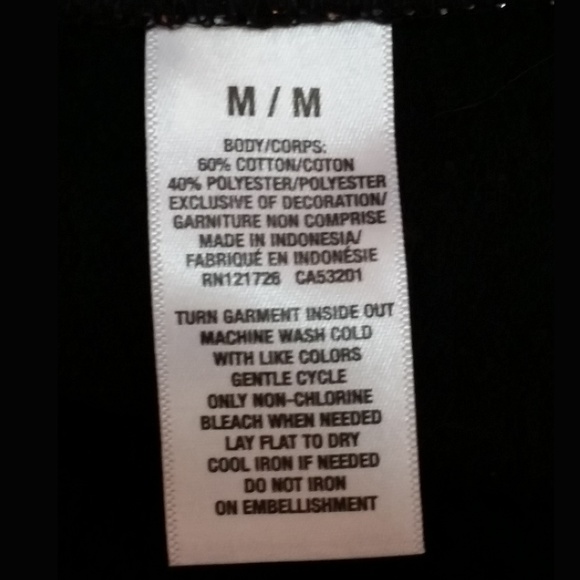 M / M
BODY/CORPS:
60% COTTON/COTON
40% POLYESTER/POLYESTER
EXCLUSIVE OF DECORATION/
GARNITURE NON COMPRISE
MADE IN INDONESIA/
FABRIQUÉ EN INDONÉSIE
RN121726 CA53201
TURN GARMENT INSIDE OUT
MACHINE WASH COLD
WITH LIKE COLORS
GENTLE CYCLE
ONLY NON-CHLORINE
BLEACH WHEN NEEDED
LAY FLAT TO DRY
COOL IRON IF NEEDED
DO NOT IRON
ON EMBELLISHMENT